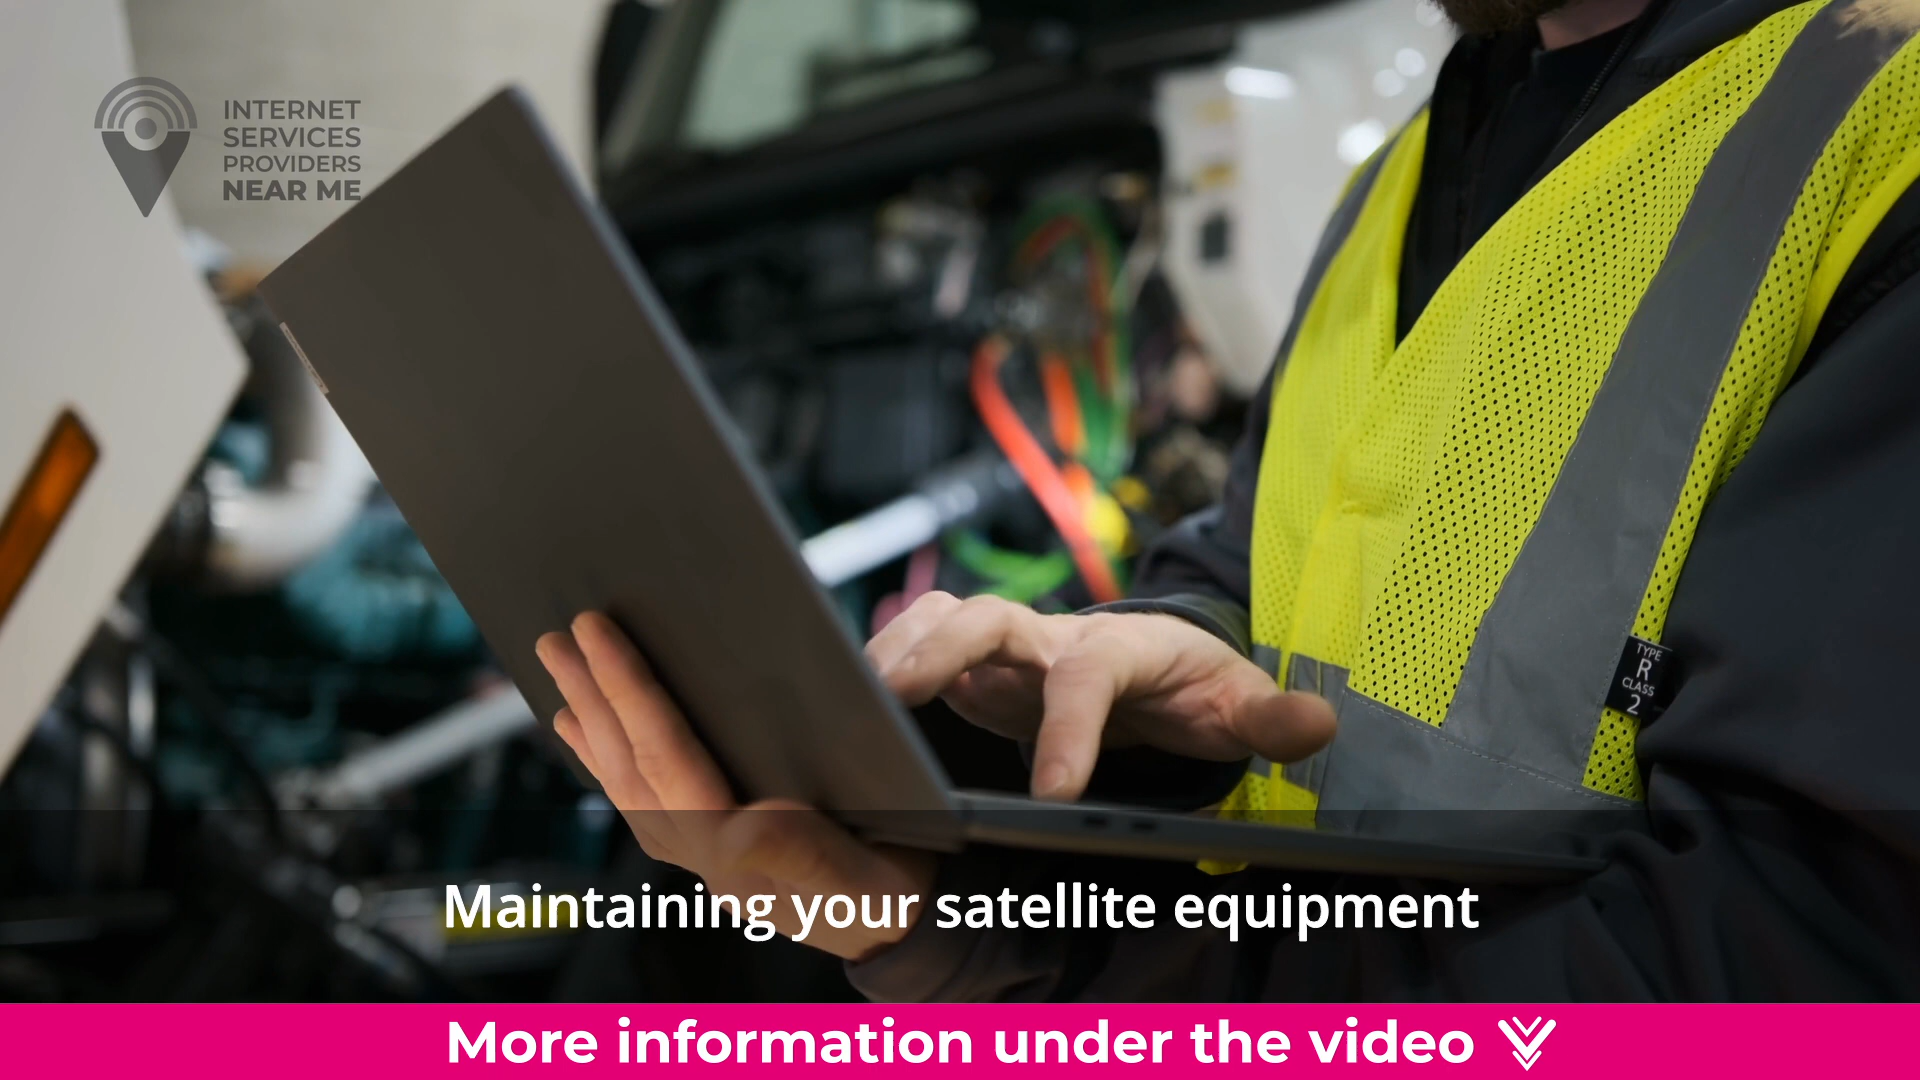 INTERNET
SERVICES
PROVIDERS
NEAR ME
TYPE
R
CLASS
2
Maintaining your satellite equipment
More information under the video